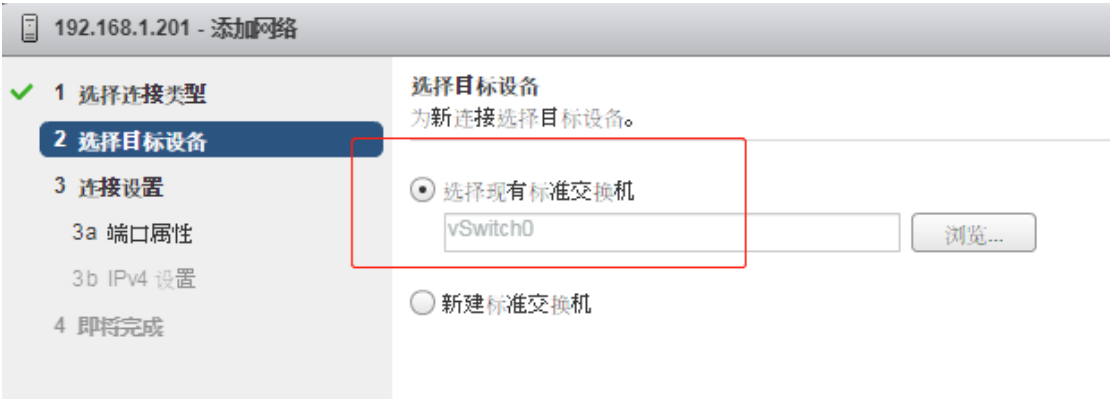 192.168.1.201 - 添加网络
1 选择连接类型
2 选择目标设备
3 连接设置
3a 端口属性
3b IPv4 设置
4 即将完成
选择目标设备
为新连接选择目标设备。
选择现有标准交换机
vSwitch0
浏览...
新建标准交换机